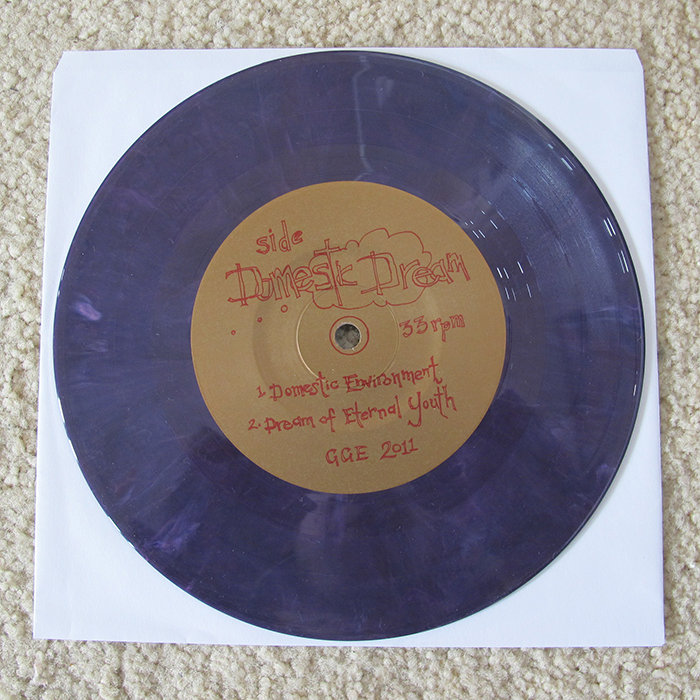 side
Domestic Dream
33 rpm
1. Domestic Environment
2. Dream of Eternal Youth
GGE 2011